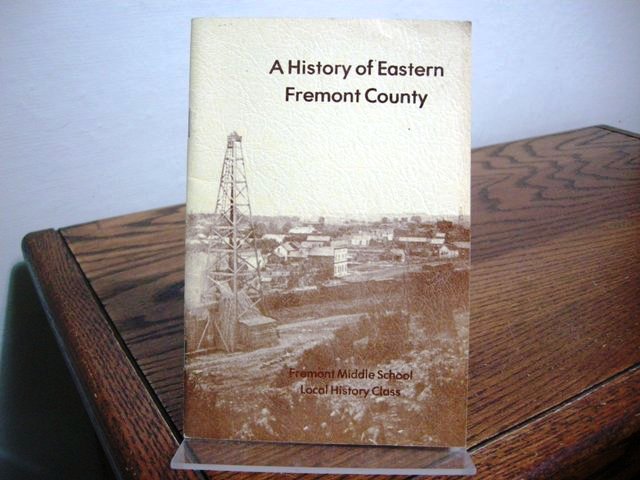 A History of Eastern
Fremont County
Fremont Middle School
Local History Class